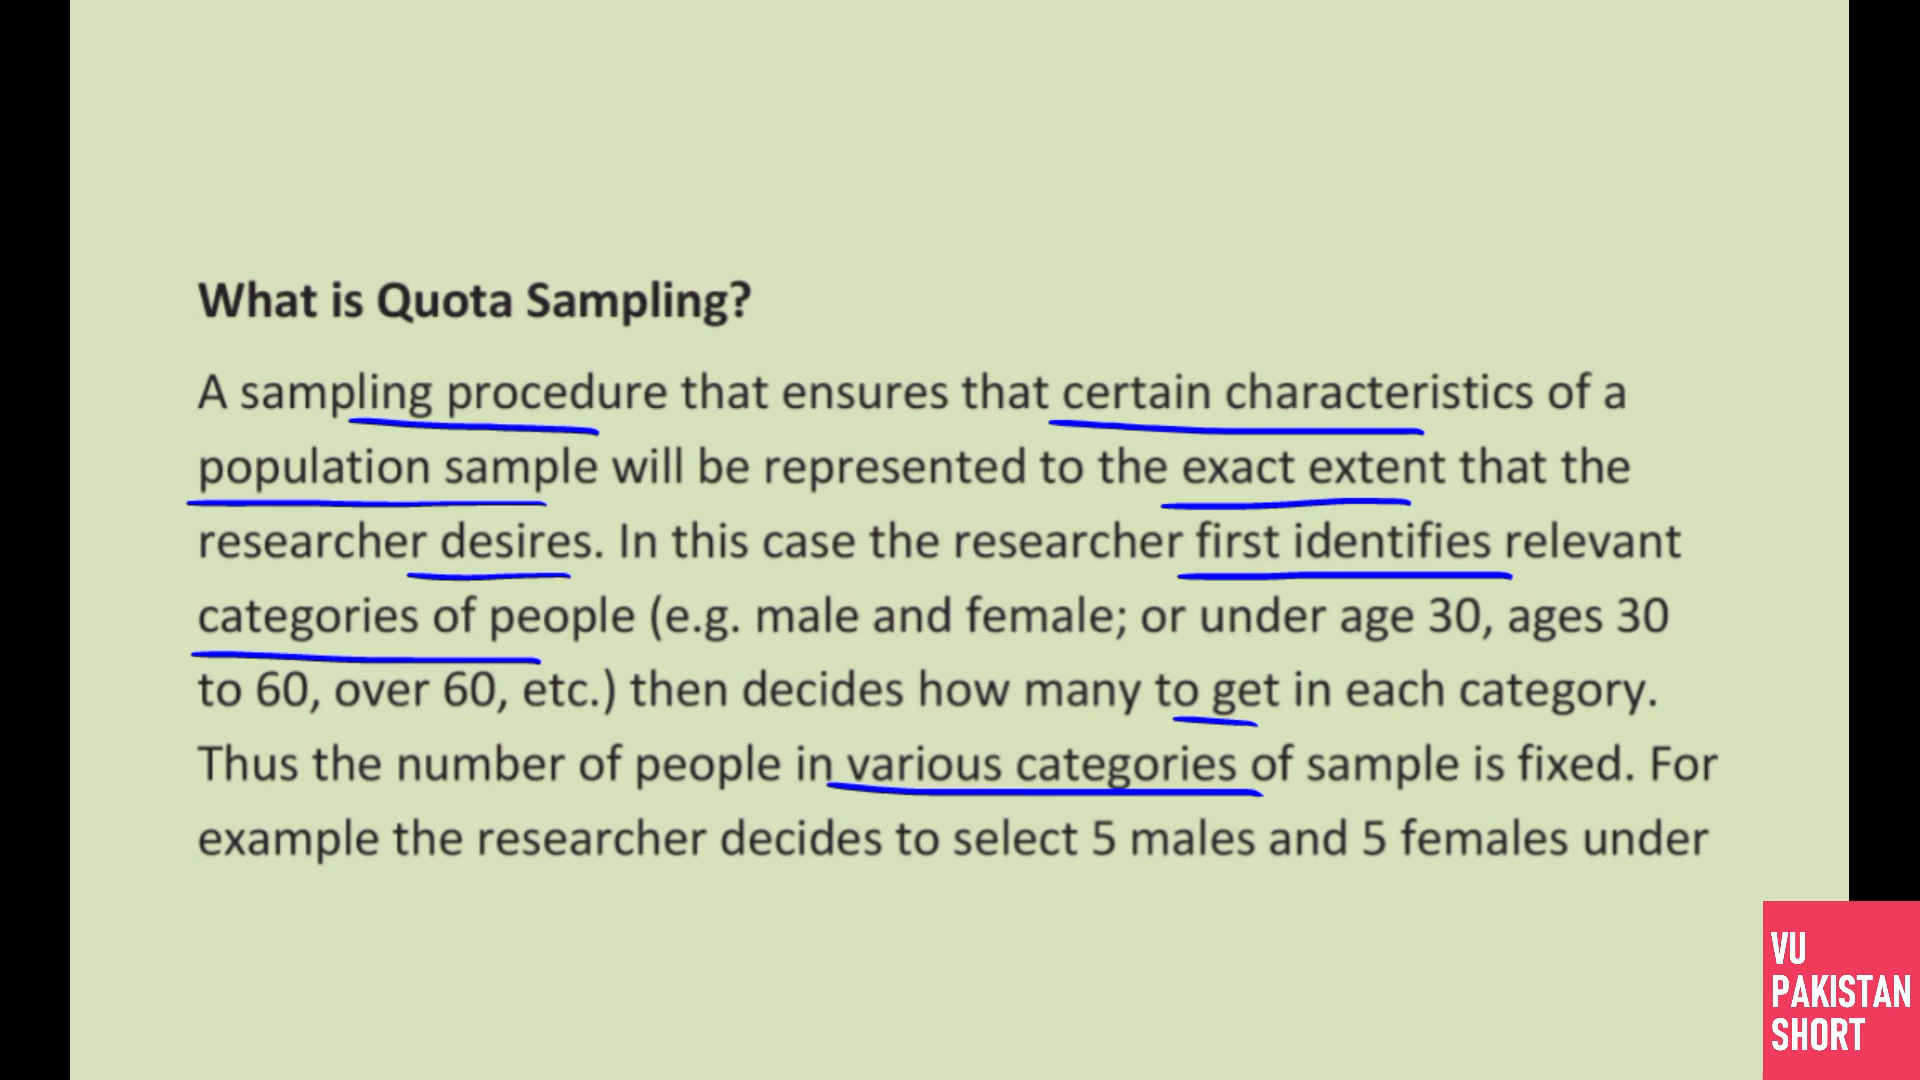 What is Quota Sampling?
A sampling procedure that ensures that certain characteristics of a
population sample will be represented to the exact extent that the
researcher desires. In this case the researcher first identifies relevant
categories of people (e.g. male and female; or under age 30, ages 30
to 60, over 60, etc.) then decides how many to get in each category.
Thus the number of people in various categories of sample is fixed. For
example the researcher decides to select 5 males and 5 females under
VU
PAKISTAN
SHORT